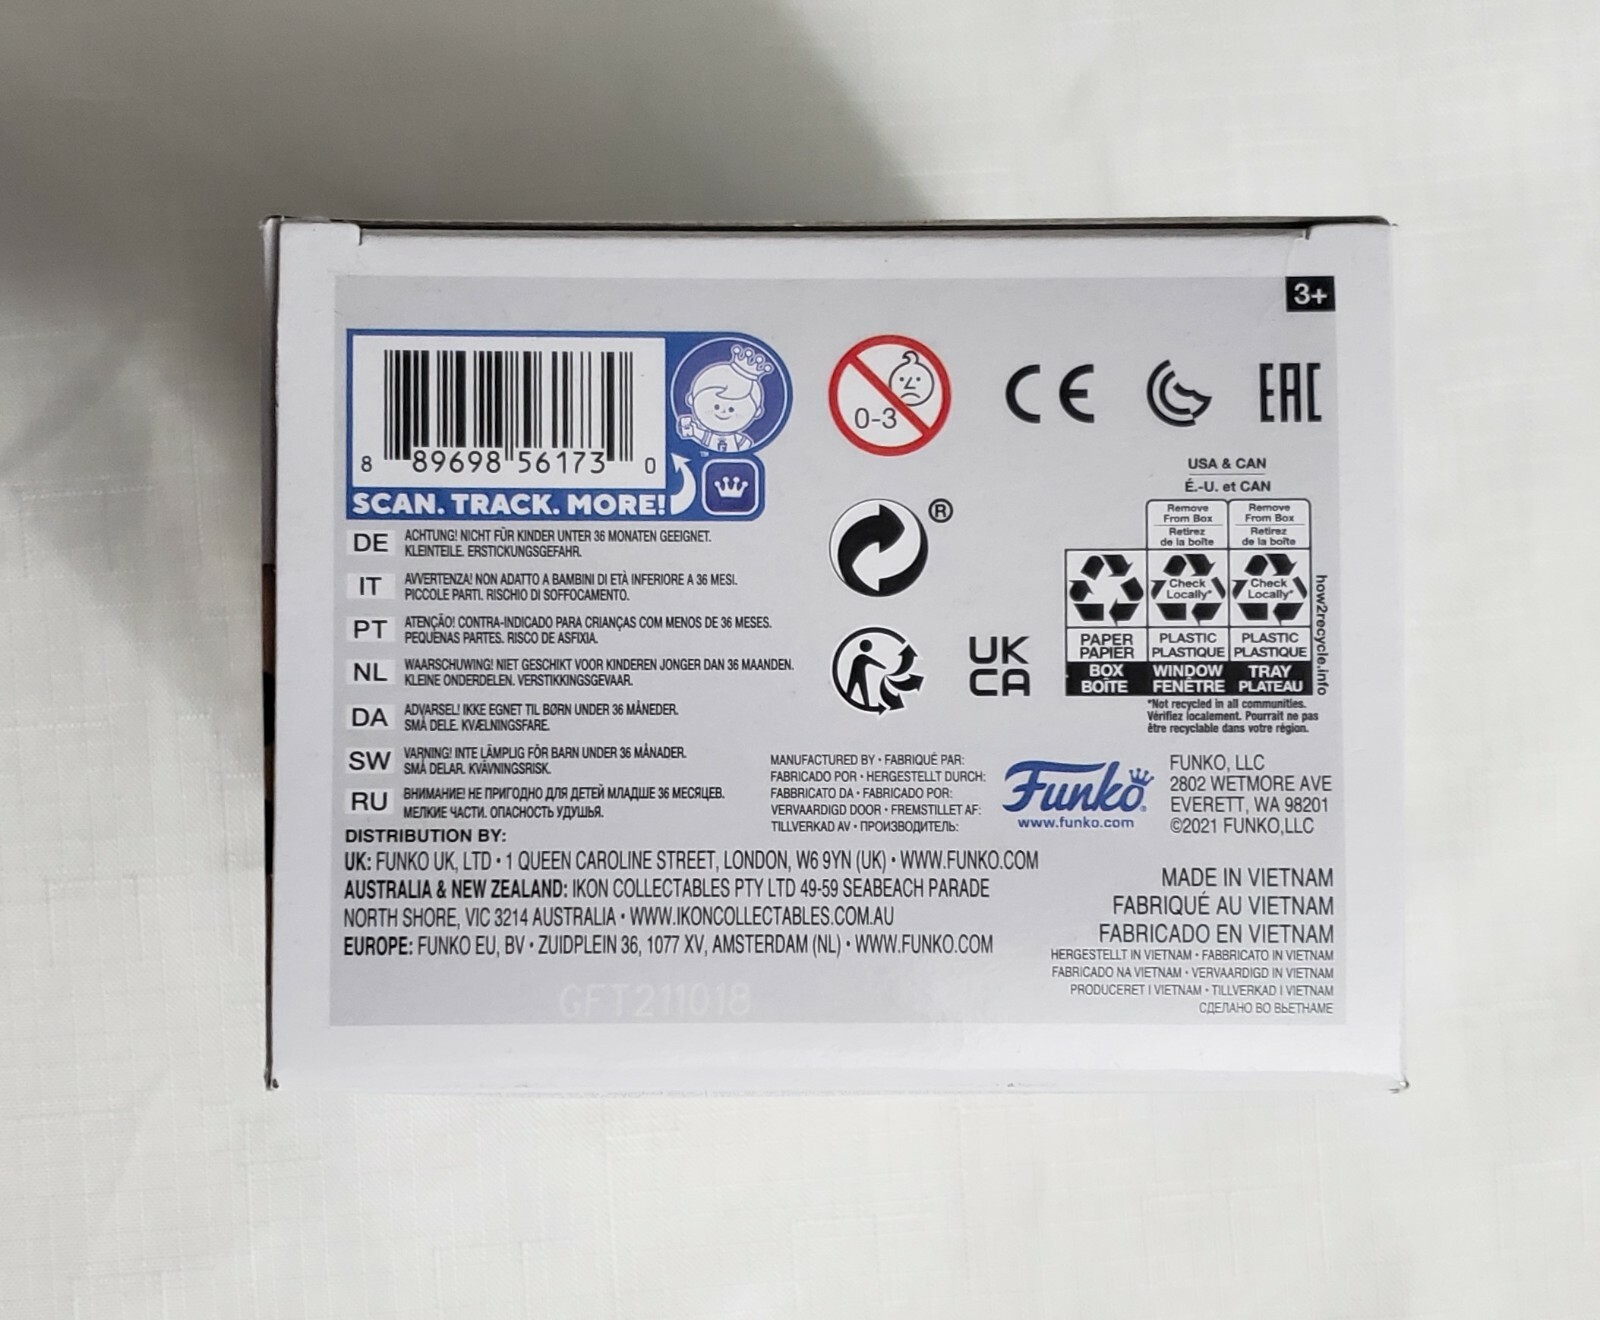 3+
8 89698 56173 0
™
SCAN. TRACK. MORE!
0-3
CE
EAC
®
UK
CA
USA & CAN
É.-U. et CAN
Remove
From Box
Retirez
de la boîte
Remove
From Box
Retirez
de la boîte
Check
Locally*
Check
Locally*
PAPER
PAPIER
PLASTIC
PLASTIQUE
PLASTIC
PLASTIQUE
BOX
BOÎTE
WINDOW
FENÊTRE
TRAY
PLATEAU
how2recycle.info
*Not recycled in all communities.
Vérifiez localement. Pourrait ne pas
être recyclable dans votre région.
DE ACHTUNG! NICHT FÜR KINDER UNTER 36 MONATEN GEEIGNET.
KLEINTEILE. ERSTICKUNGSGEFAHR.
IT AVVERTENZA! NON ADATTO A BAMBINI DI ETÀ INFERIORE A 36 MESI.
PICCOLE PARTI. RISCHIO DI SOFFOCAMENTO.
PT ATENÇÃO! CONTRA-INDICADO PARA CRIANÇAS COM MENOS DE 36 MESES.
PEQUENAS PARTES. RISCO DE ASFIXIA.
NL WAARSCHUWING! NIET GESCHIKT VOOR KINDEREN JONGER DAN 36 MAANDEN.
KLEINE ONDERDELEN. VERSTIKKINGSGEVAAR.
DA ADVARSEL! IKKE EGNET TIL BØRN UNDER 36 MÅNEDER.
SMÅ DELE. KVÆLNINGSFARE.
SW VARNING! INTE LÄMPLIG FÖR BARN UNDER 36 MÅNADER.
SMÅ DELAR. KVÄVNINGSRISK.
RU ВНИМАНИЕ! НЕ ПРИГОДНО ДЛЯ ДЕТЕЙ МЛАДШЕ 36 МЕСЯЦЕВ.
МЕЛКИЕ ЧАСТИ. ОПАСНОСТЬ УДУШЬЯ.
MANUFACTURED BY • FABRIQUÉ PAR:
FABRICADO POR • HERGESTELLT DURCH:
FABBRICATO DA • FABRICADO POR:
VERVAARDIGD DOOR • FREMSTILLET AF:
TILLVERKAD AV • ПРОИЗВОДИТЕЛЬ:
Funko®
www.funko.com
FUNKO, LLC
2802 WETMORE AVE
EVERETT, WA 98201
©2021 FUNKO,LLC
DISTRIBUTION BY:
UK: FUNKO UK, LTD • 1 QUEEN CAROLINE STREET, LONDON, W6 9YN (UK) • WWW.FUNKO.COM
AUSTRALIA & NEW ZEALAND: IKON COLLECTABLES PTY LTD 49-59 SEABEACH PARADE
NORTH SHORE, VIC 3214 AUSTRALIA • WWW.IKONCOLLECTABLES.COM.AU
EUROPE: FUNKO EU, BV • ZUIDPLEIN 36, 1077 XV, AMSTERDAM (NL) • WWW.FUNKO.COM
MADE IN VIETNAM
FABRIQUÉ AU VIETNAM
FABRICADO EN VIETNAM
HERGESTELLT IN VIETNAM • FABBRICATO IN VIETNAM
FABRICADO NA VIETNAM • VERVAARDIGD IN VIETNAM
PRODUCERET I VIETNAM • TILLVERKAD I VIETNAM
СДЕЛАНО ВО ВЬЕТНАМЕ
GFT211018